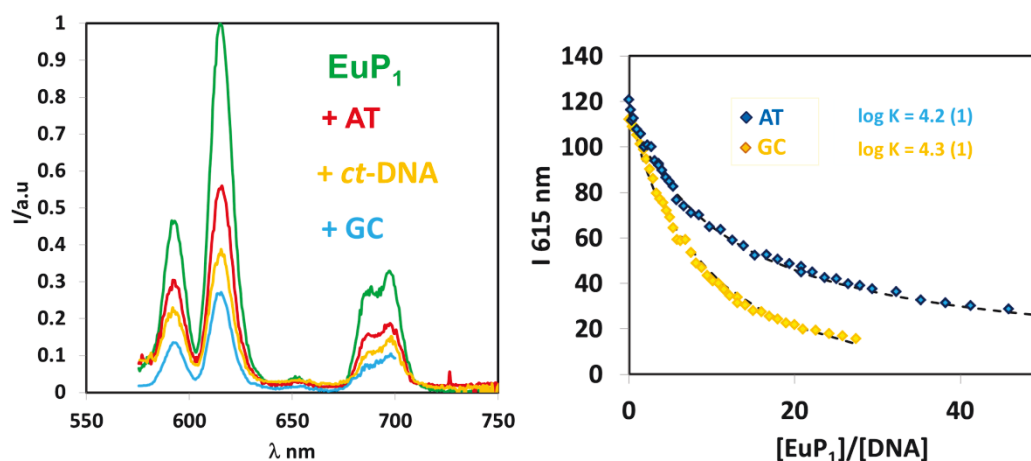 1
0.9
0.8
0.7
0.6
0.5
0.4
0.3
0.2
0.1
0
I/a.u
550
600
650
700
750
λ nm
EuP₁
+ AT
+ ct-DNA
+ GC
140
120
100
80
60
40
20
0
I 615 nm
0
20
40
[EuP₁]/[DNA]
AT log K = 4.2 (1)
GC log K = 4.3 (1)